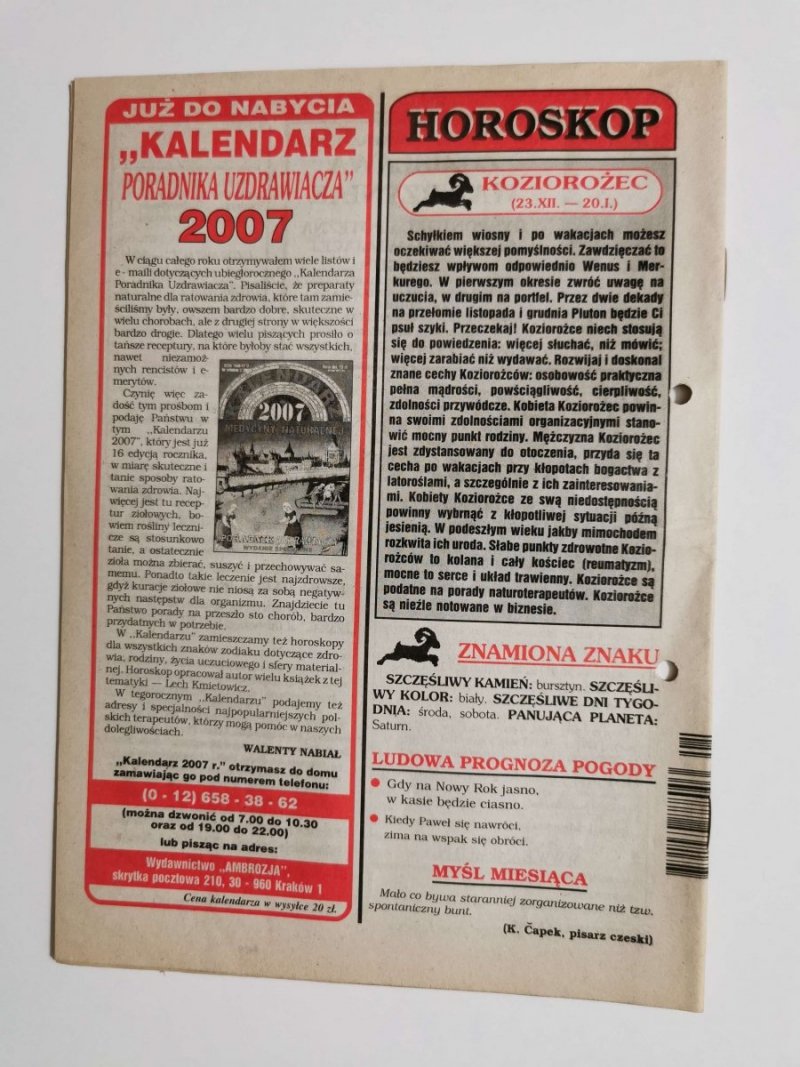 JUŻ DO NABYCIA
„KALENDARZ
PORADNIKA UZDRAWIACZA"
2007
W ciągu całego roku otrzymywałem wiele listów i
e - maili dotyczących ubiegłorocznego „Kalendarza
Poradnika Uzdrawiacza". Pisaliście, że preparaty
naturalne dla ratowania zdrowia, które tam zamie-
ściliśmy były, owszem bardzo dobre, skuteczne w
wielu chorobach, ale z drugiej strony w większości
bardzo drogie. Dlatego wielu piszących prosiło o
tańsze receptury, na które byłoby stać wszystkich,
nawet niezamoż-
nych rencistów i e-
merytów.
Czynię więc za-
dość tym prośbom i
podaję Państwu w
tym „Kalendarzu
2007", który jest już
16 edycją rocznika,
w miarę skuteczne i
tanie sposoby rato-
wania zdrowia. Naj-
więcej jest tu recep-
tur ziołowych, bo-
wiem rośliny leczni-
cze są stosunkowo
tanie, a ostatecznie
zioła można zbierać, suszyć i przechowywać sa-
memu. Ponadto takie leczenie jest najzdrowsze,
gdyż kuracje ziołowe nie niosą za sobą negatyw-
nych następstw dla organizmu. Znajdziecie tu
Państwo porady na przeszło sto chorób, bardzo
przydatnych w potrzebie.
W „Kalendarzu" zamieszczamy też horoskopy
dla wszystkich znaków zodiaku dotyczące zdro-
wia, rodziny, życia uczuciowego i sfery material-
nej. Horoskop opracował autor wielu książek z tej
tematyki — Lech Kmietowicz.
W tegorocznym „Kalendarzu" podajemy też
adresy i specjalności najpopularniejszych pol-
skich terapeutów, którzy mogą pomóc w naszych
dolegliwościach.
WALENTY NABIAŁ
KALENDARZ
2007
MEDYCYNY NATURALNEJ
WYDANIE SPECJALNE
„Kalendarz 2007 r." otrzymasz do domu
zamawiając go pod numerem telefonu:
(0 - 12) 658 - 38 - 62
(można dzwonić od 7.00 do 10.30
oraz od 19.00 do 22.00)
lub pisząc na adres:
Wydawnictwo „AMBROZJA",
skrytka pocztowa 210, 30 - 960 Kraków 1
Cena kalendarza w wysyłce 20 zł.
HOROSKOP
KOZIOROŻEC
(23.XII. — 20.I.)
Schyłkiem wiosny i po wakacjach możesz
oczekiwać większej pomyślności. Zawdzięczać to
będziesz wpływom odpowiednio Wenus i Mer-
kurego. W pierwszym okresie zwróć uwagę na
uczucia, w drugim na portfel. Przez dwie dekady
na przełomie listopada i grudnia Pluton będzie Ci
psuł szyki. Przeczekaj! Koziorożce niech stosują
się do powiedzenia: więcej słuchać, niż mówić;
więcej zarabiać niż wydawać. Rozwijaj i doskonal
znane cechy Koziorożców: osobowość praktyczna
pełna mądrości, powściągliwość, cierpliwość,
zdolności przywódcze. Kobieta Koziorożec powin-
na swoimi zdolnościami organizacyjnymi stano-
wić mocny punkt rodziny. Mężczyzna Koziorożec
jest zdystansowany do otoczenia, przyda się ta
cecha po wakacjach przy kłopotach bogactwa z
latoroślami, a szczególnie z ich zainteresowania-
mi. Kobiety Koziorożce ze swą niedostępnością
powinny wybrnąć z kłopotliwej sytuacji późną
jesienią. W podeszłym wieku jakby mimochodem
rozkwita ich uroda. Słabe punkty zdrowotne Kozio-
rożców to kolana i cały kościec (reumatyzm),
mocne to serce i układ trawienny. Koziorożce są
podatne na porady naturoterapeutów. Koziorożce
są nieźle notowane w biznesie.
ZNAMIONA ZNAKU
SZCZĘŚLIWY KAMIEŃ: bursztyn. SZCZĘŚLI-
WY KOLOR: biały. SZCZĘŚLIWE DNI TYGO-
DNIA: środa, sobota. PANUJĄCA PLANETA:
Saturn.
LUDOWA PROGNOZA POGODY
● Gdy na Nowy Rok jasno,
w kasie będzie ciasno.
● Kiedy Paweł się nawróci,
zima na wspak się obróci.
MYŚL MIESIĄCA
Mało co bywa staranniej zorganizowane niż tzw.
spontaniczny bunt.
(K. Čapek, pisarz czeski)